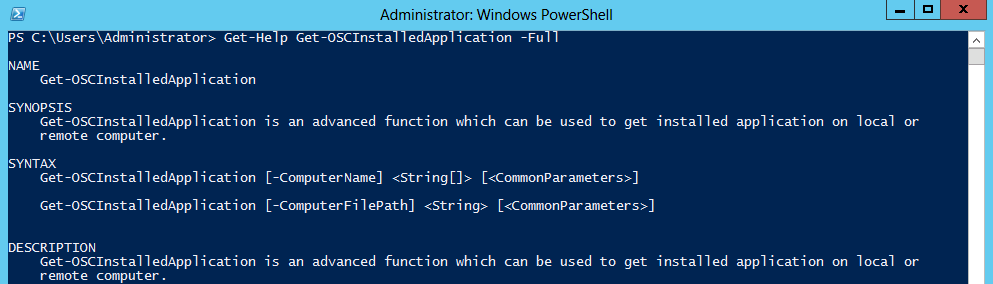 Administrator: Windows PowerShell
PS C:\Users\Administrator> Get-Help Get-OSCInstalledApplication -Full
NAME
Get-OSCInstalledApplication
SYNOPSIS
Get-OSCInstalledApplication is an advanced function which can be used to get installed application on local or
remote computer.
SYNTAX
Get-OSCInstalledApplication [-ComputerName] <String[]> [<CommonParameters>]
Get-OSCInstalledApplication [-ComputerFilePath] <String> [<CommonParameters>]
DESCRIPTION
Get-OSCInstalledApplication is an advanced function which can be used to get installed application on local or
remote computer.